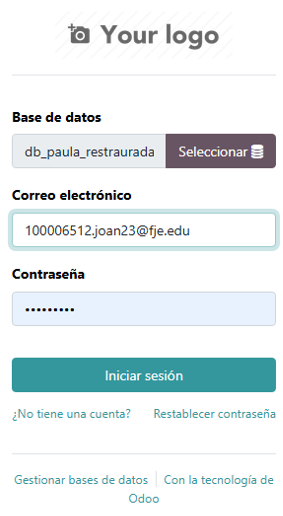 Your logo
Base de datos
db_paula_restraurada
Seleccionar
Correo electrónico
100006512.joan23@fje.edu
Contraseña
•••••••••
Iniciar sesión
¿No tiene una cuenta? Restablecer contraseña
Gestionar bases de datos | Con la tecnología de
Odoo